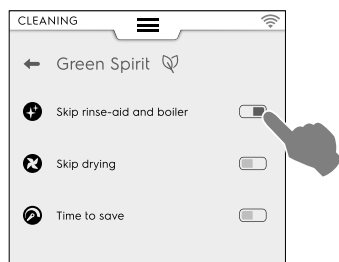 CLEANING
Green Spirit
Skip rinse-aid and boiler
Skip drying
Time to save